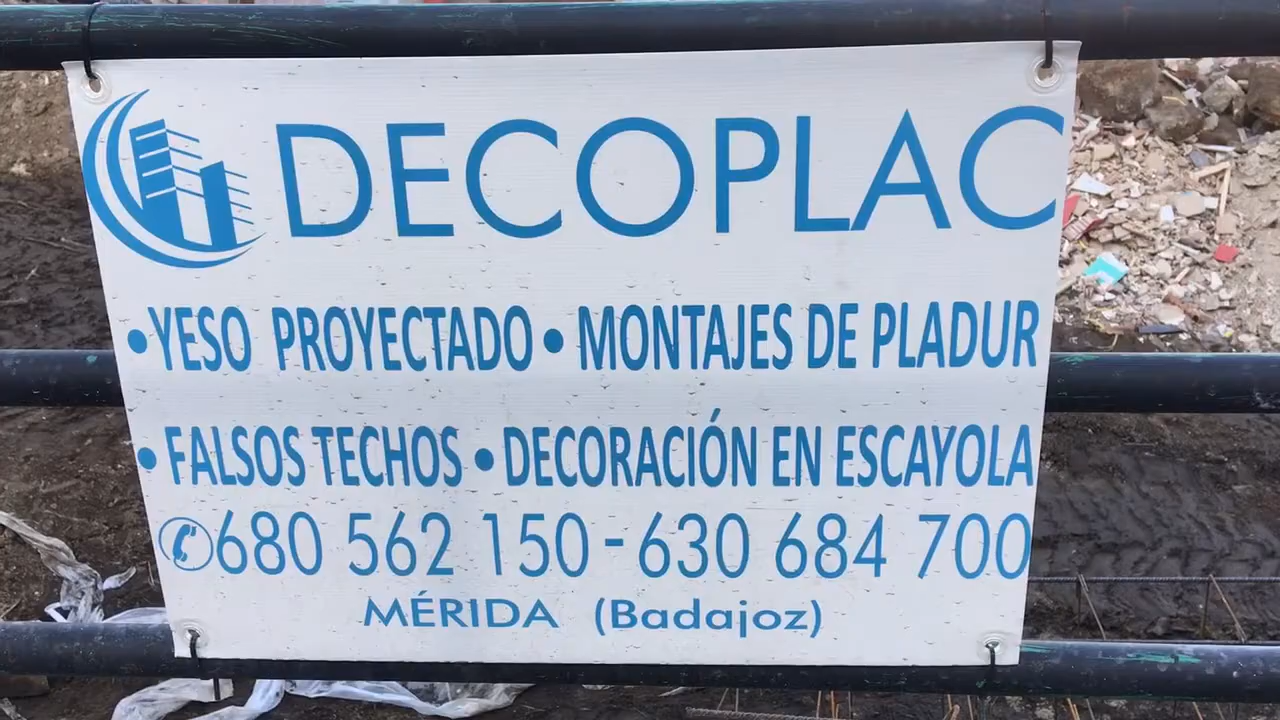 DECOPLAC
• YESO PROYECTADO • MONTAJES DE PLADUR
• FALSOS TECHOS • DECORACIÓN EN ESCAYOLA
✆ 680 562 150 - 630 684 700
MÉRIDA (Badajoz)